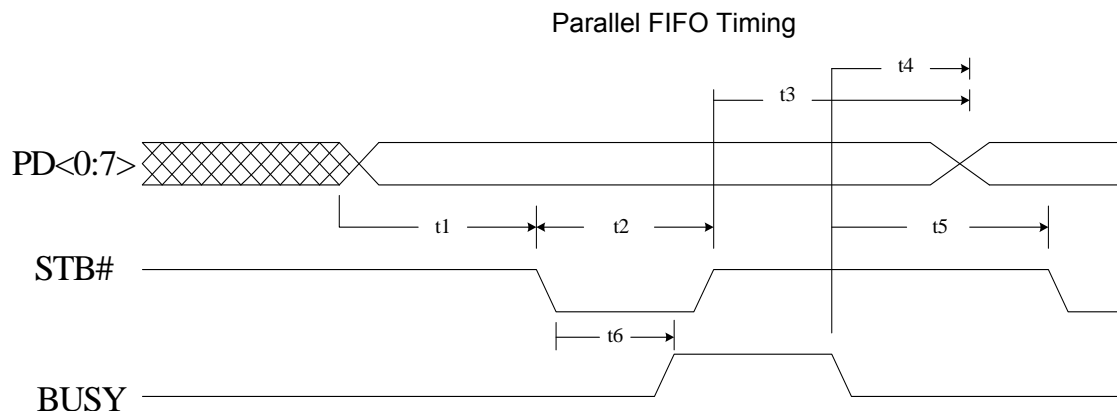 Parallel FIFO Timing
t4
t3
PD<0:7>
t1 t2 t5
STB#
t6
BUSY